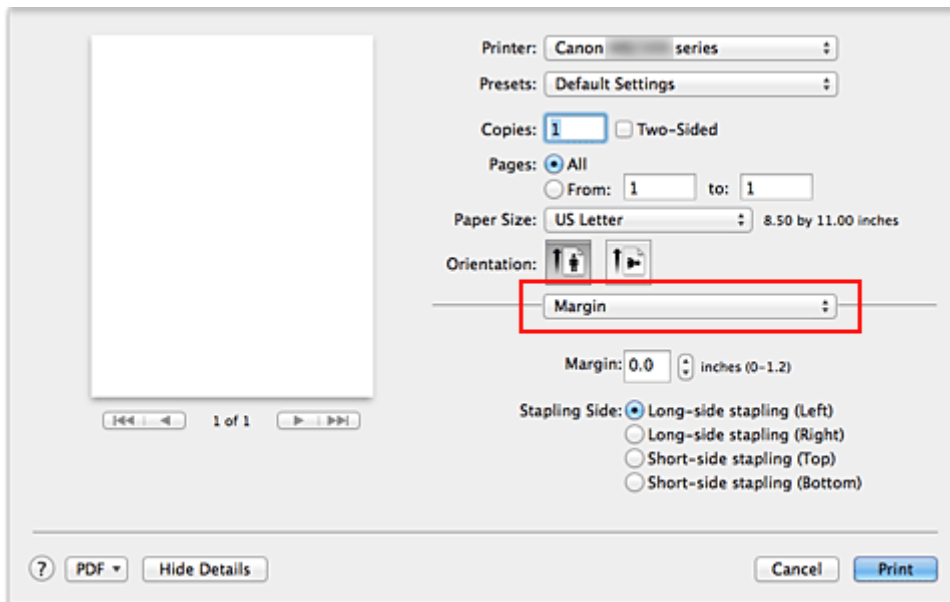 Printer: Canon series
Presets: Default Settings
Copies: 1 Two-Sided
Pages: All
From: 1 to: 1
Paper Size: US Letter 8.50 by 11.00 inches
Orientation:
Margin
Margin: 0.0 inches (0-1.2)
Stapling Side: Long-side stapling (Left)
Long-side stapling (Right)
Short-side stapling (Top)
Short-side stapling (Bottom)
1 of 1
? PDF Hide Details Cancel Print